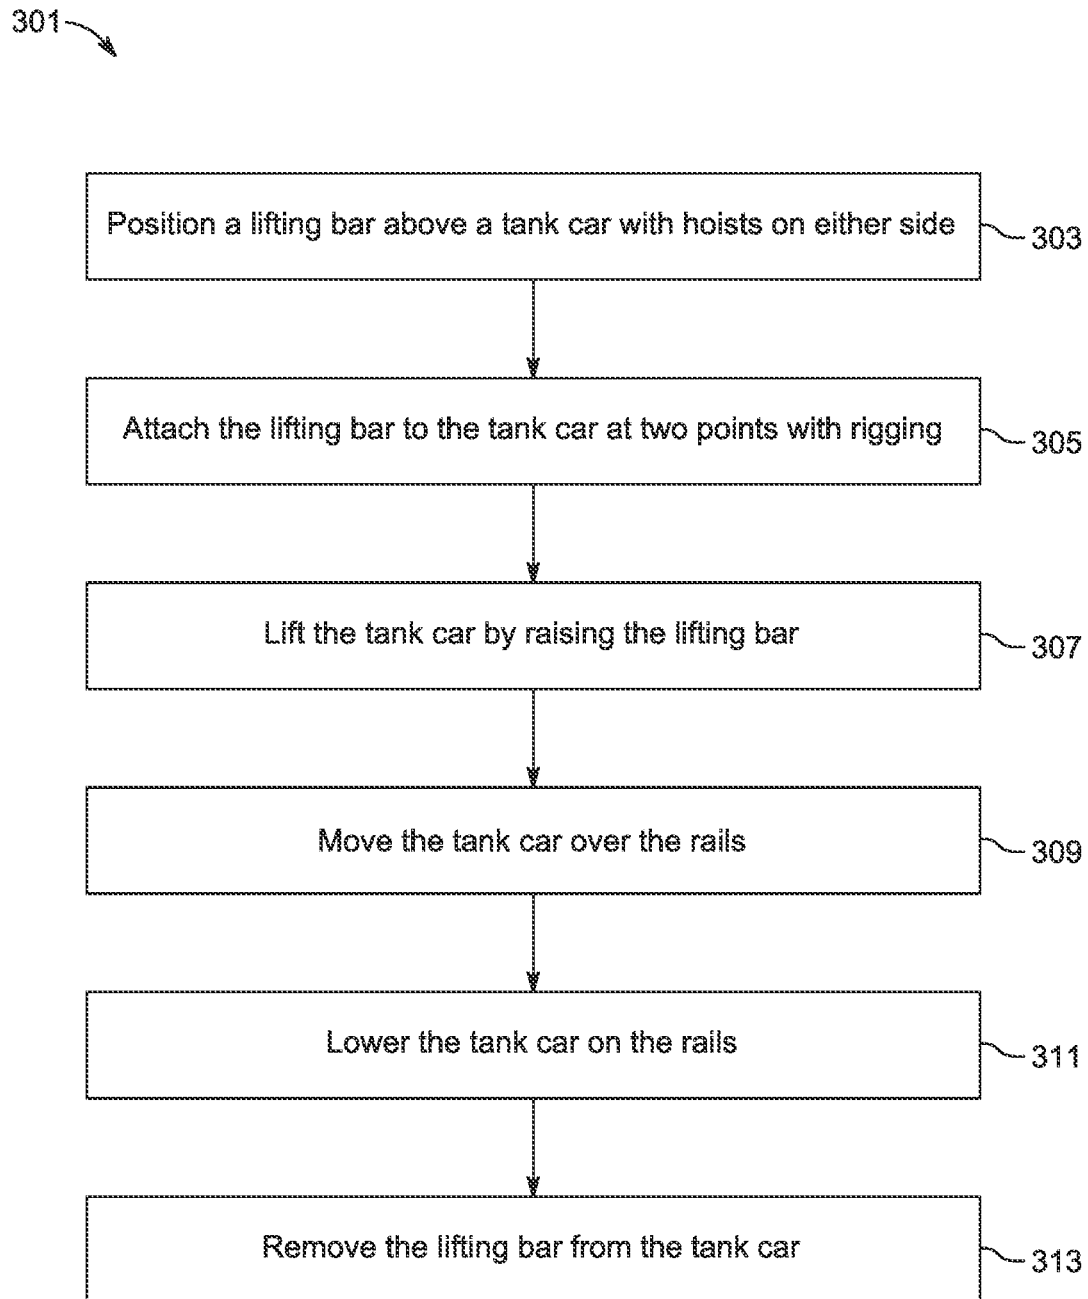 301
Position a lifting bar above a tank car with hoists on either side
303
Attach the lifting bar to the tank car at two points with rigging
305
Lift the tank car by raising the lifting bar
307
Move the tank car over the rails
309
Lower the tank car on the rails
311
Remove the lifting bar from the tank car
313